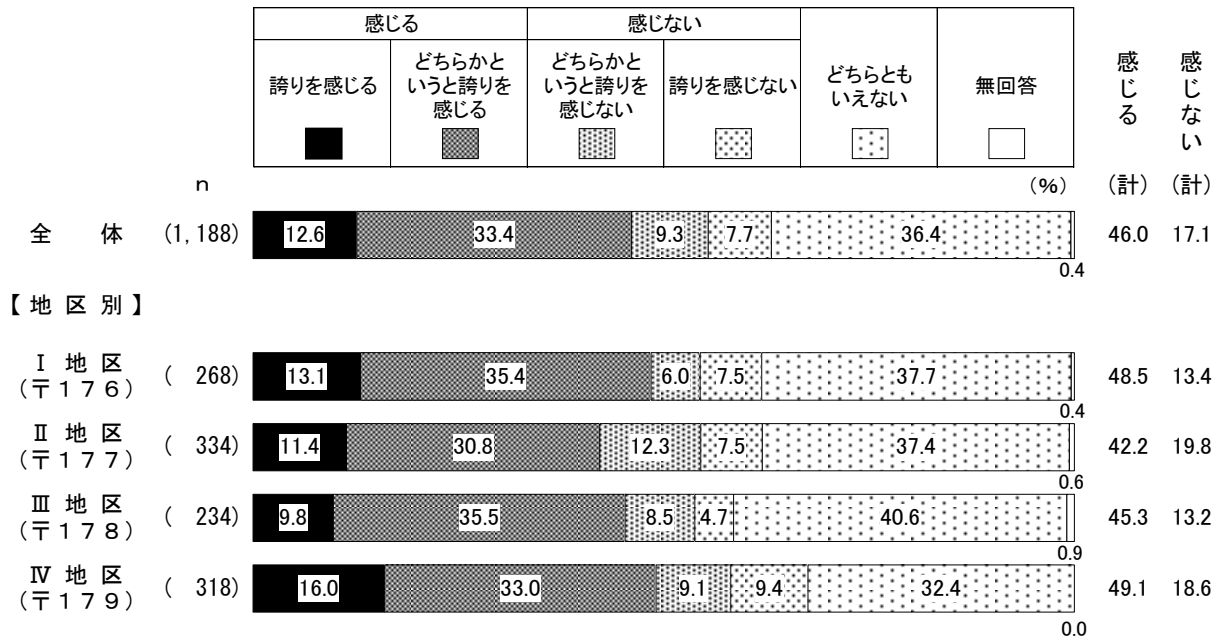 感じる 感じない
誇りを感じる
どちらかと
いうと誇りを
感じる
どちらかと
いうと誇りを
感じない
誇りを感じない
どちらとも
いえない
無回答
感じる
感じない
n (%) (計) (計)
全体 (1,188) 12.6 33.4 9.3 7.7 36.4 46.0 17.1
0.4
【地区別】
Ⅰ地区
(〒176) ( 268) 13.1 35.4 6.0 7.5 37.7 48.5 13.4
0.4
Ⅱ地区
(〒177) ( 334) 11.4 30.8 12.3 7.5 37.4 42.2 19.8
0.6
Ⅲ地区
(〒178) ( 234) 9.8 35.5 8.5 4.7 40.6 45.3 13.2
0.9
Ⅳ地区
(〒179) ( 318) 16.0 33.0 9.1 9.4 32.4 49.1 18.6
0.0